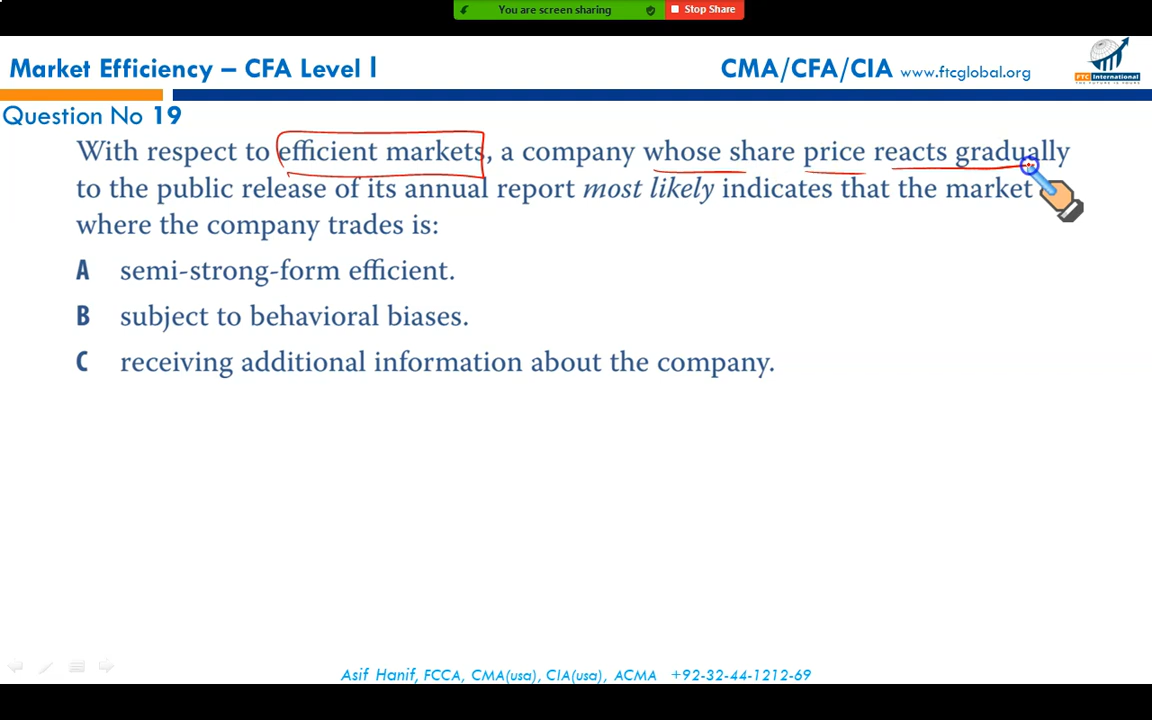 You are screen sharing
Stop Share
Market Efficiency – CFA Level I
CMA/CFA/CIA www.ftcglobal.org
FTC International
Question No 19
With respect to efficient markets, a company whose share price reacts gradually
to the public release of its annual report most likely indicates that the market
where the company trades is:
A semi-strong-form efficient.
B subject to behavioral biases.
C receiving additional information about the company.
Asif Hanif, FCCA, CMA(usa), CIA(usa), ACMA +92-32-44-1212-69